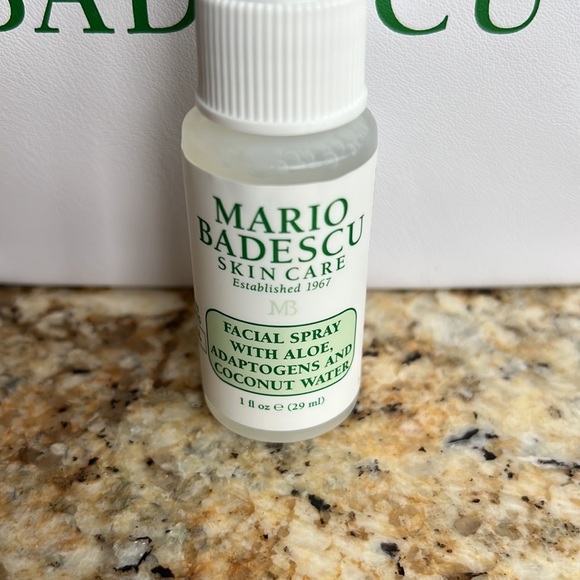 BADESCU
MARIO
BADESCU
SKIN CARE
Established 1967
MB
FACIAL SPRAY
WITH ALOE,
ADAPTOGENS AND
COCONUT WATER
1 fl oz ℮ (29 ml)